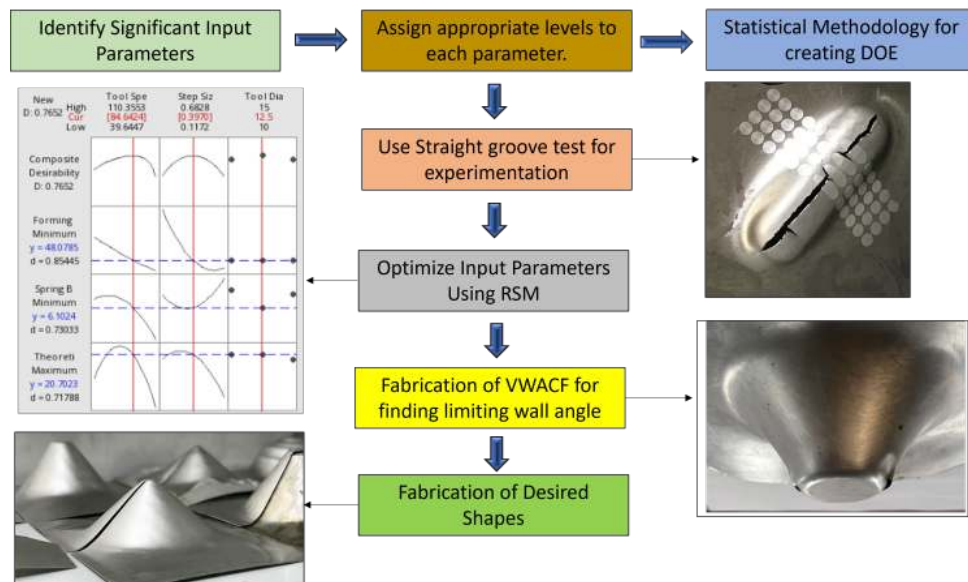 Identify Significant Input
Parameters
Assign appropriate levels to
each parameter.
Statistical Methodology for
creating DOE
New
D: 0.7652
High
Cur
Low
Tool Spe
110.3553
[84.6424]
39.6447
Step Siz
0.6828
[0.3970]
0.1172
Tool Dia
15
12.5
10
Composite
Desirability
D: 0.7652
Forming
Minimum
y = 48.0785
d = 0.85445
Spring B
Minimum
y = 6.1024
d = 0.73033
Theoreti
Maximum
y = 20.7023
d = 0.71788
Use Straight groove test for
experimentation
Optimize Input Parameters
Using RSM
Fabrication of VWACF for
finding limiting wall angle
Fabrication of Desired
Shapes